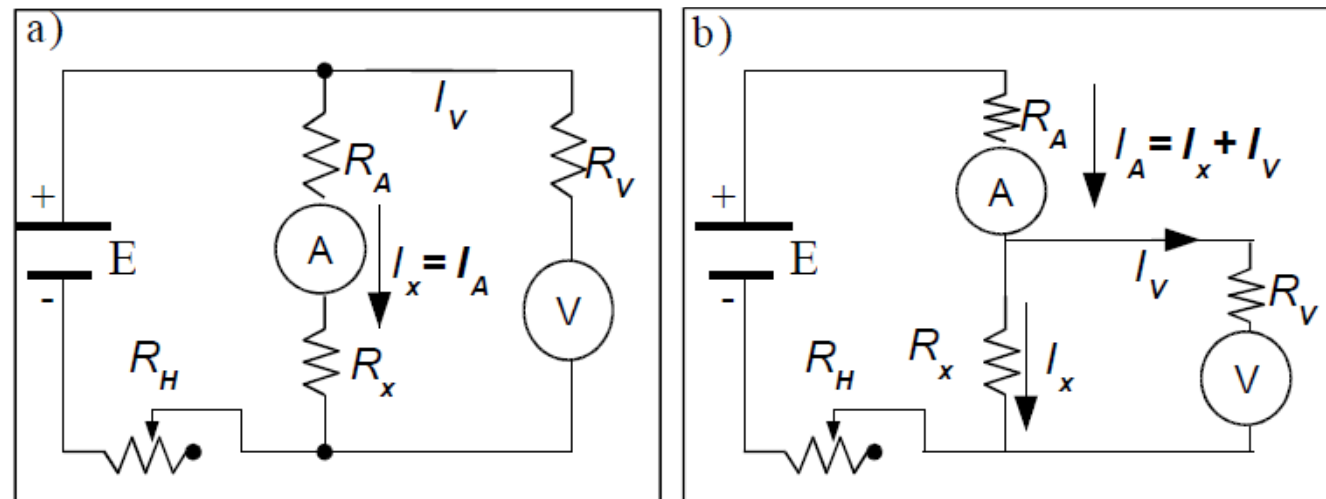 a)
I_V
R_A
R_V
+
A
E
I_x = I_A
-
V
R_H
R_x
b)
R_A
I_A = I_x + I_V
A
+
E
I_V
-
R_V
R_x
R_H
I_x
V